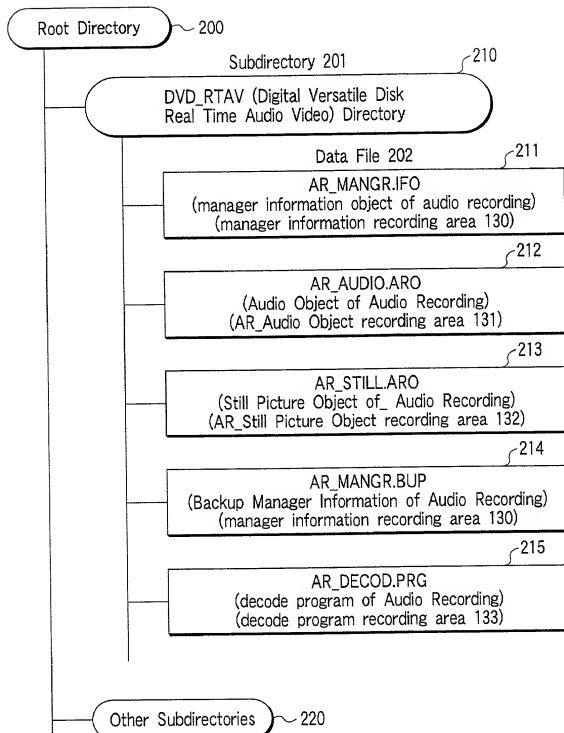 Root Directory
200
Subdirectory 201
210
DVD_RTAV (Digital Versatile Disk
Real Time Audio Video) Directory
Data File 202
211
AR_MANGR.IFO
(manager information object of audio recording)
(manager information recording area 130)
212
AR_AUDIO.ARO
(Audio Object of Audio Recording)
(AR_Audio Object recording area 131)
213
AR_STILL.ARO
(Still Picture Object of_ Audio Recording)
(AR_Still Picture Object recording area 132)
214
AR_MANGR.BUP
(Backup Manager Information of Audio Recording)
(manager information recording area 130)
215
AR_DECOD.PRG
(decode program of Audio Recording)
(decode program recording area 133)
Other Subdirectories
220